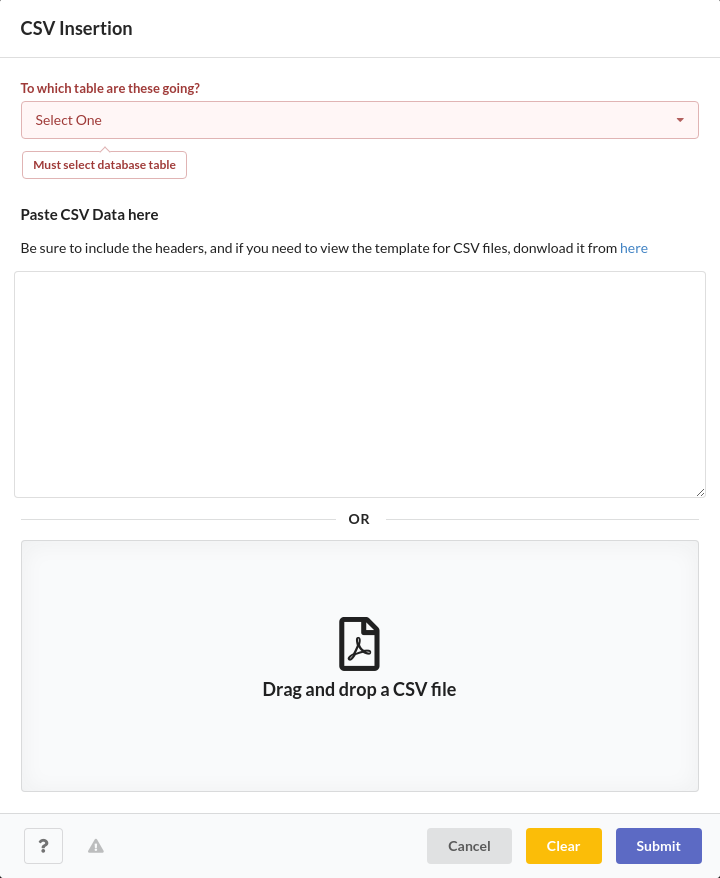 CSV Insertion
To which table are these going?
Select One
Must select database table
Paste CSV Data here
Be sure to include the headers, and if you need to view the template for CSV files, donwload it from here
OR
Drag and drop a CSV file
?
Cancel
Clear
Submit